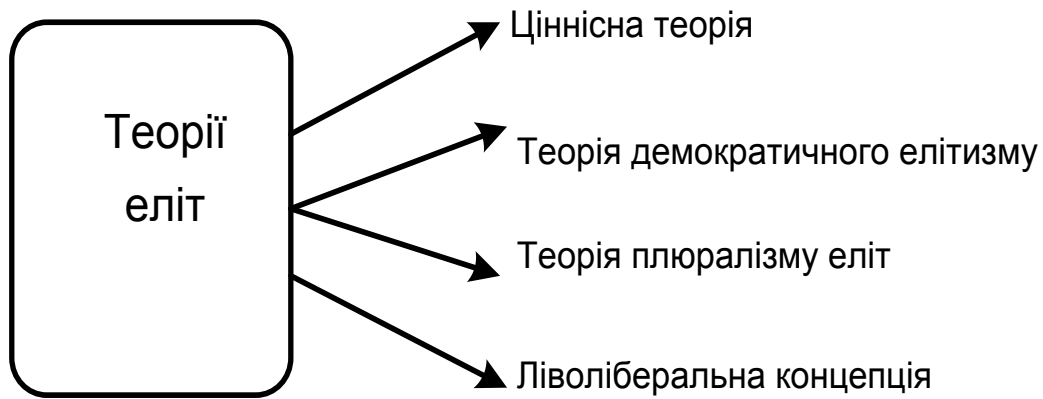 Теорії
еліт
Ціннісна теорія
Теорія демократичного елітизму
Теорія плюралізму еліт
Ліволіберальна концепція